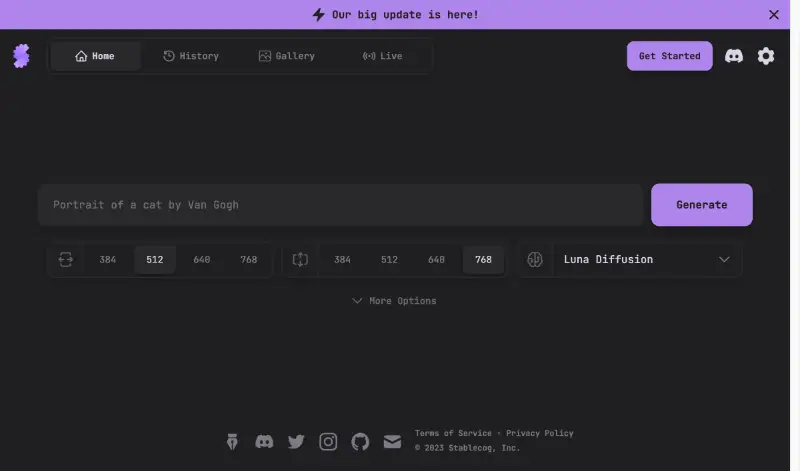 Our big update is here!
Home History Gallery Live Get Started
Portrait of a cat by Van Gogh Generate
384 512 640 768 384 512 640 768 Luna Diffusion
More Options
Terms of Service · Privacy Policy
© 2023 Stablecog, Inc.